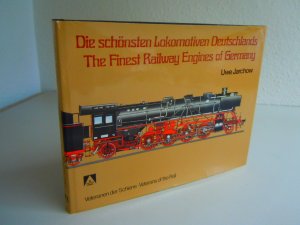 Die schönsten Lokomotiven Deutschlands
The Finest Railway Engines of Germany
Uwe Jarchow
Veteranen der Schiene Veterans of the Rail